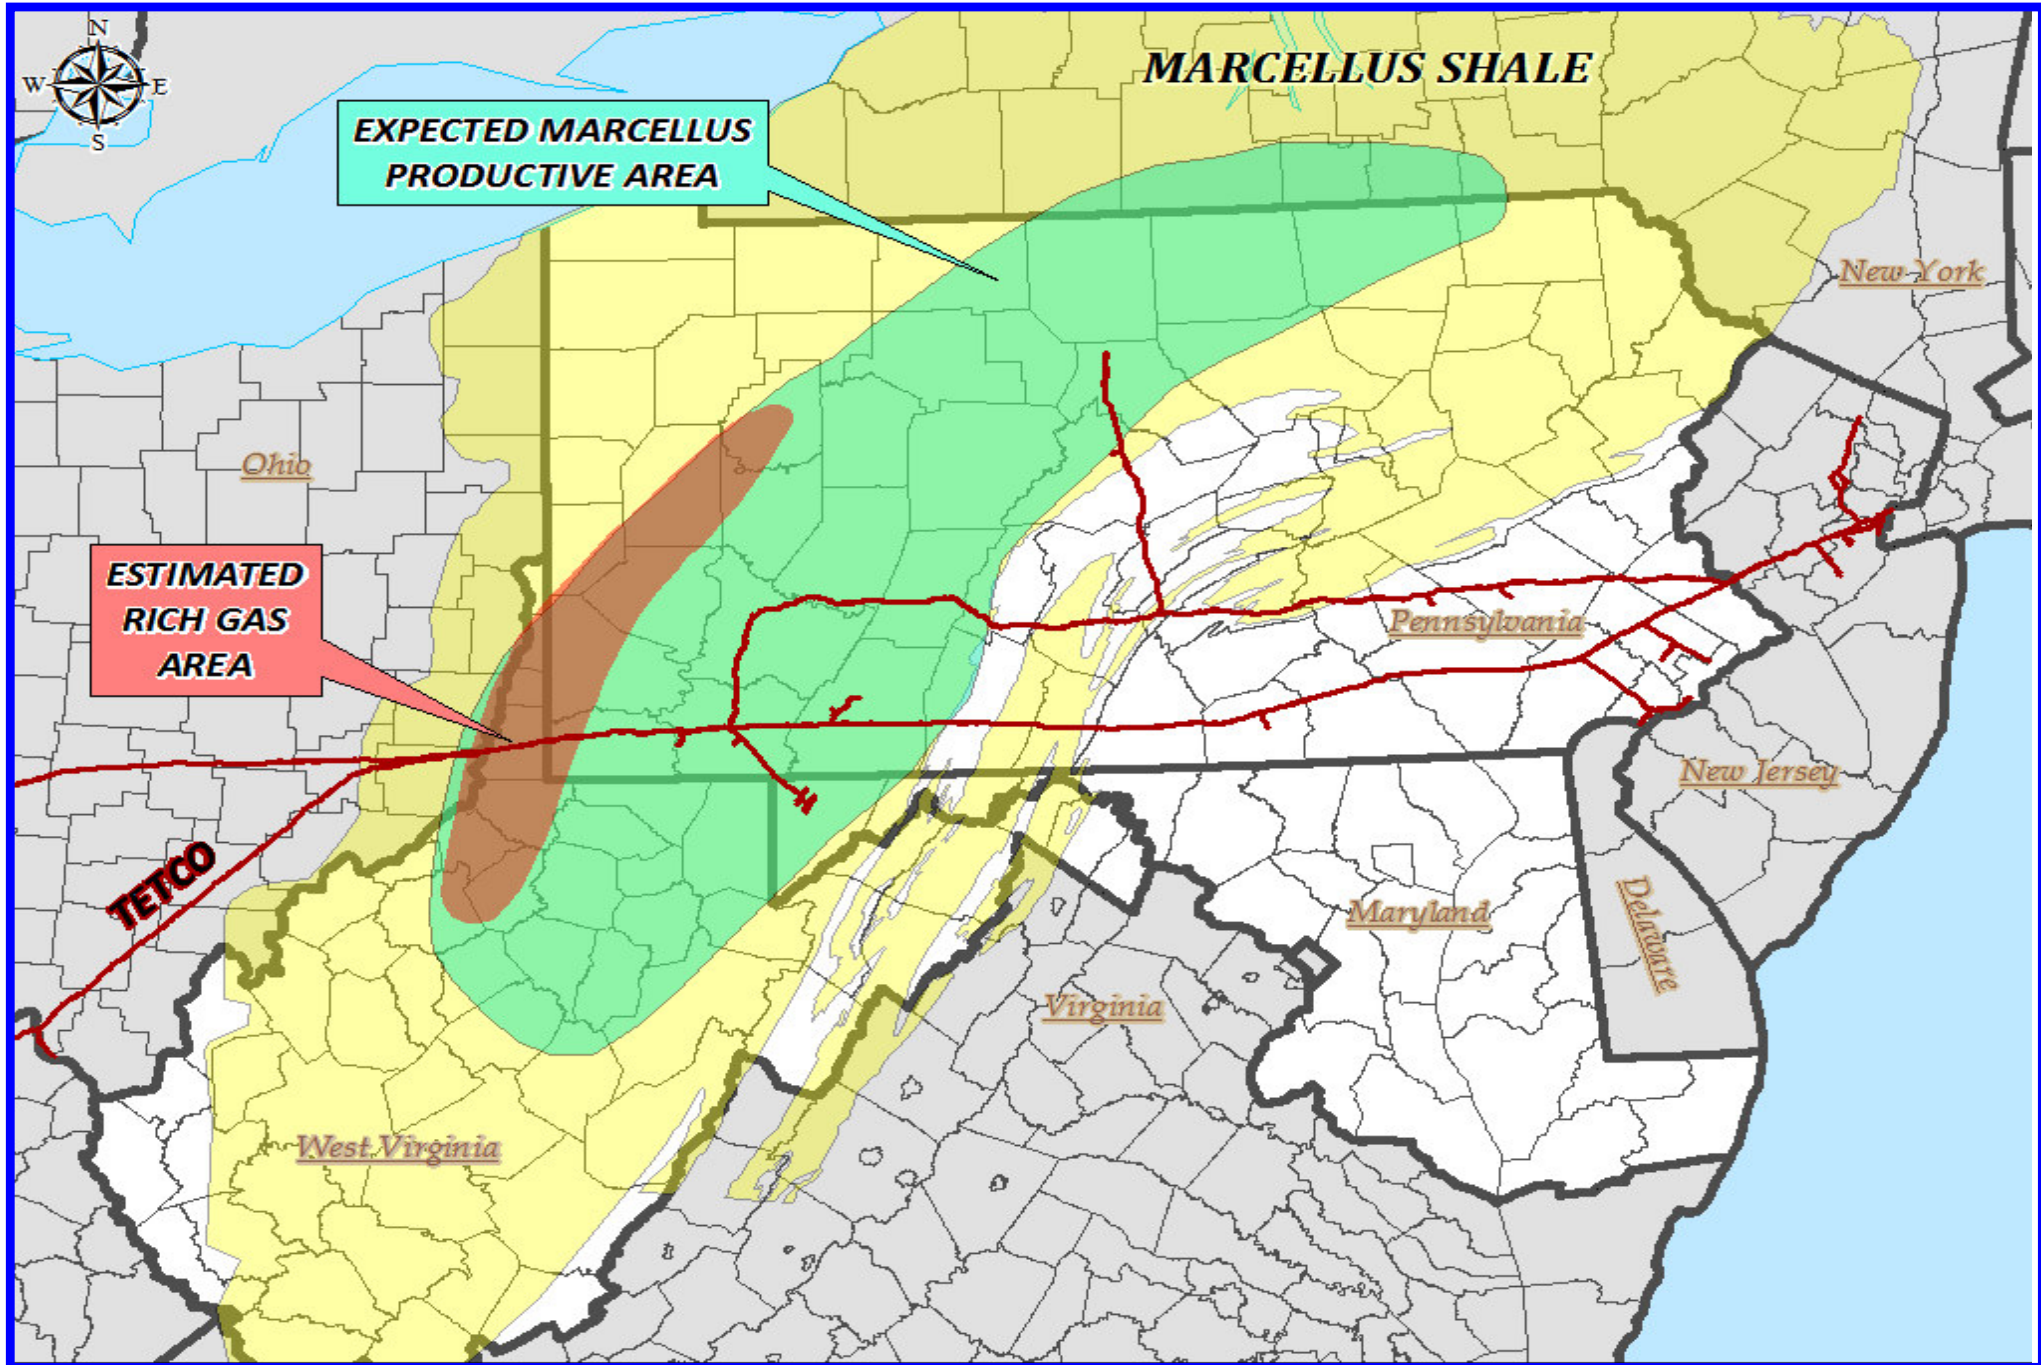 N
W E
S
MARCELLUS SHALE
EXPECTED MARCELLUS
PRODUCTIVE AREA
New York
Ohio
ESTIMATED
RICH GAS
AREA
Pennsylvania
New Jersey
TETCO
Maryland
Delaware
Virginia
West Virginia